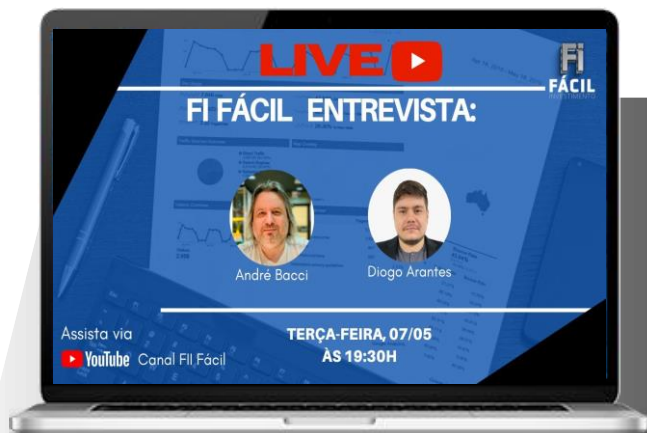 LIVE
Fi
FÁCIL
INVESTIMENTO
FI FÁCIL ENTREVISTA:
André Bacci
Diogo Arantes
Assista via
YouTube Canal FII Fácil
TERÇA-FEIRA, 07/05
ÀS 19:30H